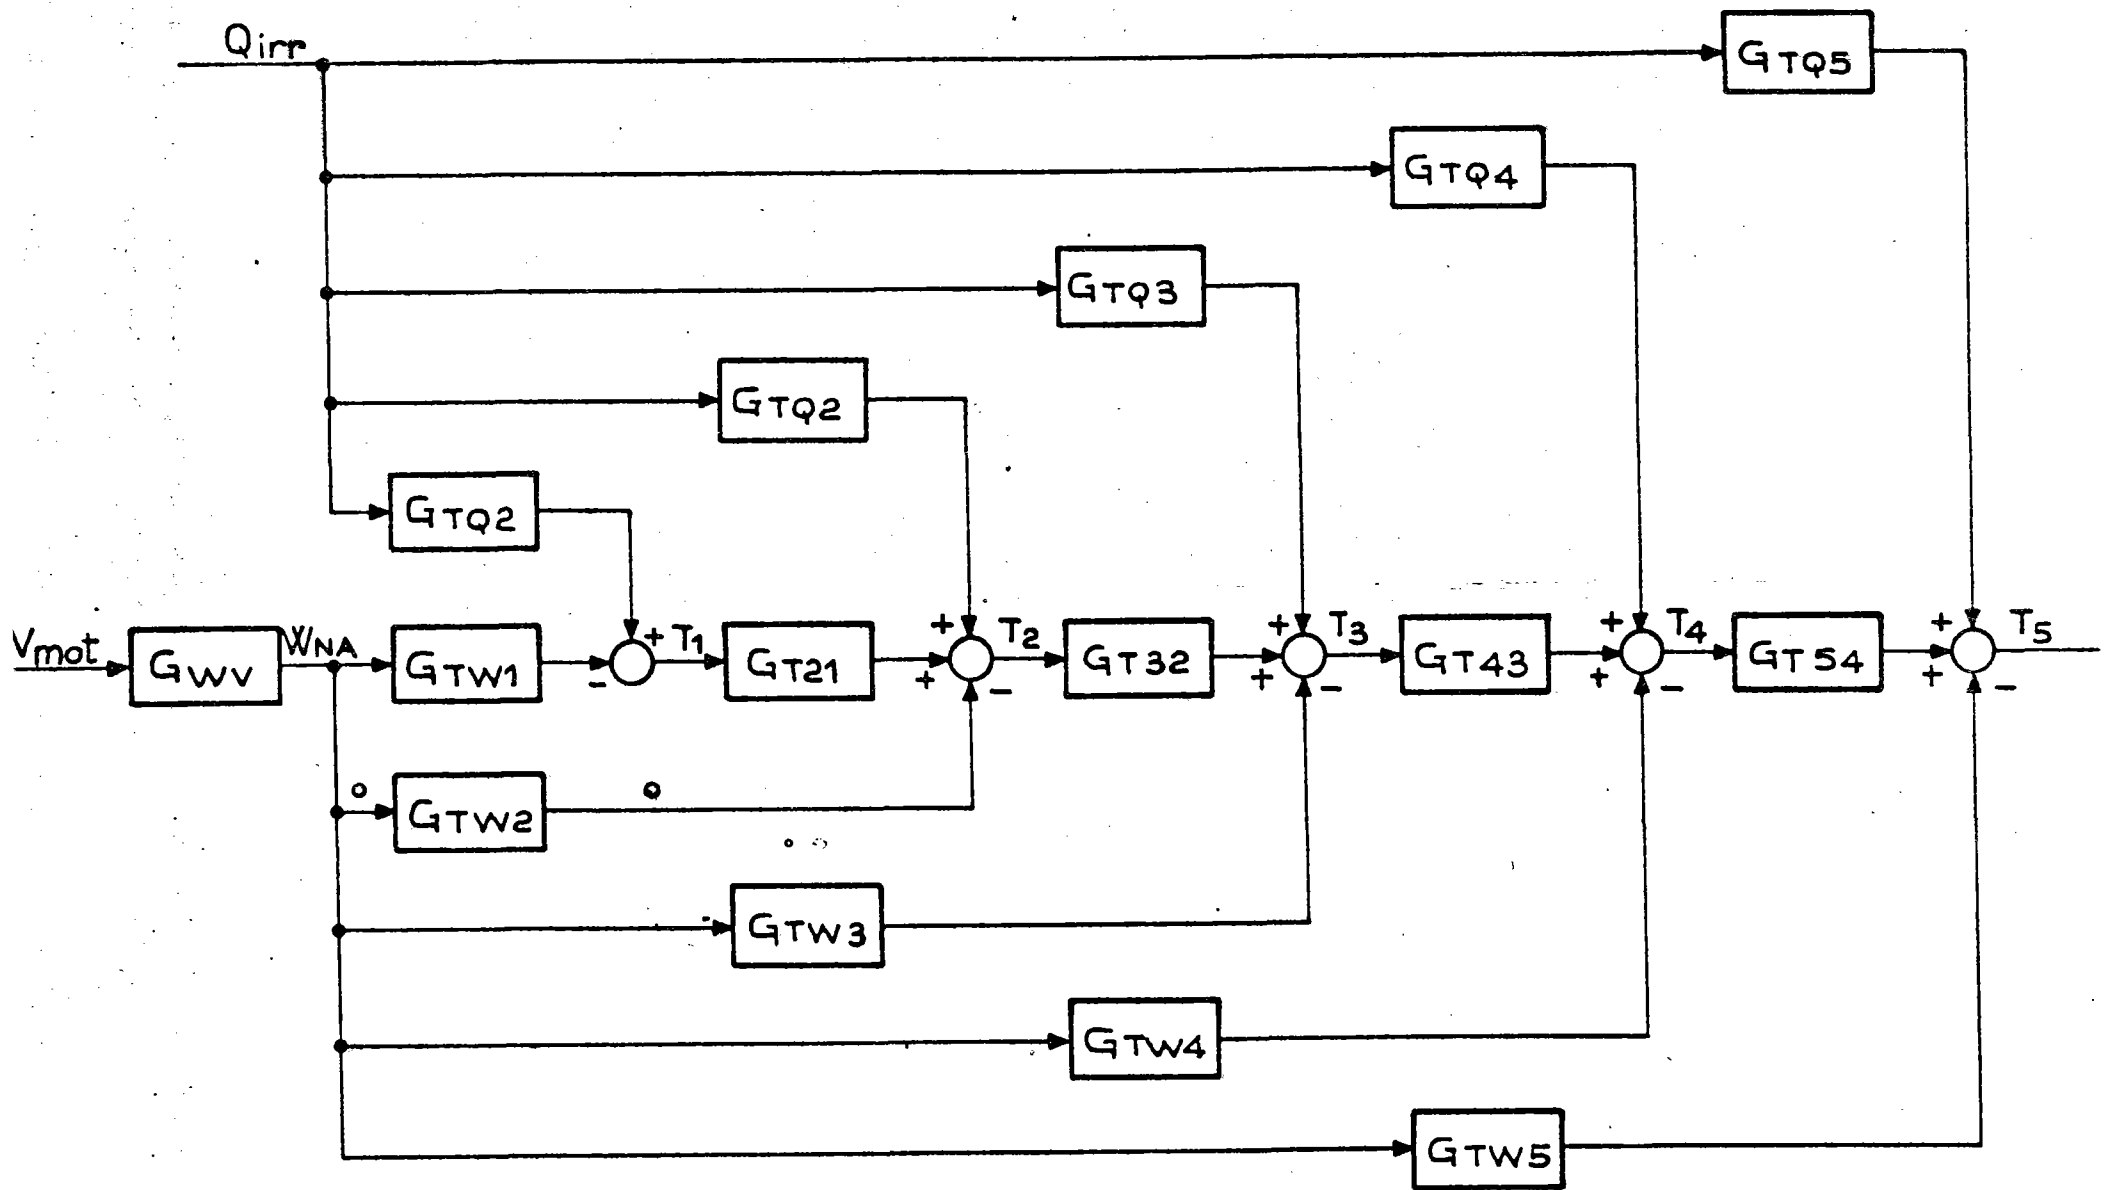 Qirr
GTQ5
GTQ4
GTQ3
GTQ2
GTQ2
Vmot
GWV
WNA
GTW1
-
+
T1
GT21
+
+
-
T2
GT32
+
+
-
T3
GT43
+
+
-
T4
GT54
+
+
-
T5
GTW2
GTW3
GTW4
GTW5